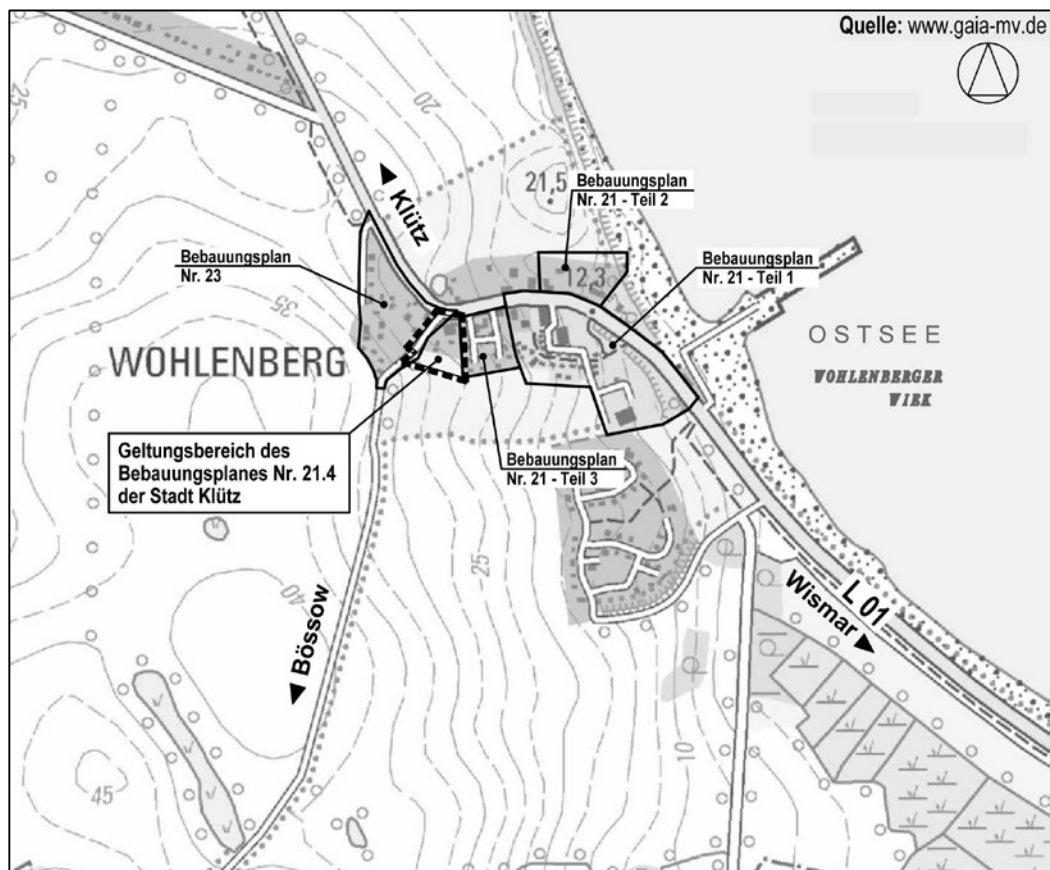 Quelle: www.gaia-mv.de
25
20
21,5
Klütz
Bebauungsplan
Nr. 21 - Teil 2
Bebauungsplan
Nr. 23
12,3
Bebauungsplan
Nr. 21 - Teil 1
35
WOHLENBERG
OSTSEE
WOHLENBERGER
WIEK
Geltungsbereich des
Bebauungsplanes Nr. 21.4
der Stadt Klütz
Bebauungsplan
Nr. 21 - Teil 3
25
40
Bössow
L 01
Wismar
10
45